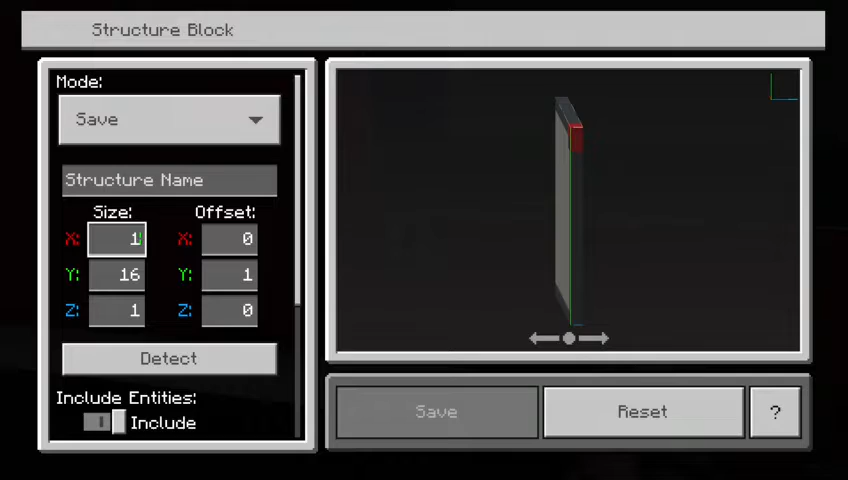 Structure Block
Mode:
Save
Structure Name
Size: Offset:
X: 1 X: 0
Y: 16 Y: 1
Z: 1 Z: 0
Detect
Include Entities:
Include
Save Reset ?